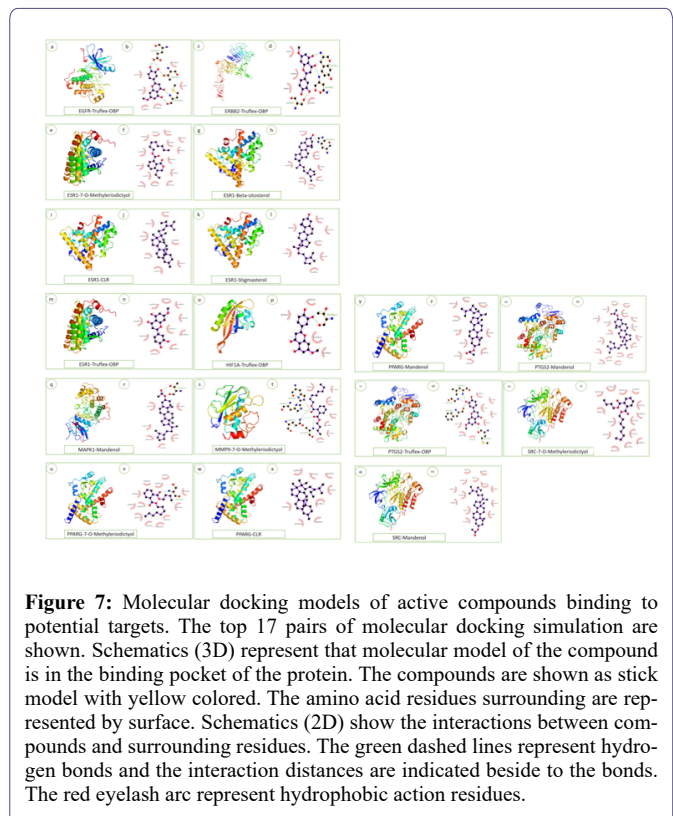 a b c d
EGFR-Truflex-OBP
ERBB2-Truflex-OBP
e f g h
ESR1-7-O-Methyleriodictyol
ESR1-Beta-sitosterol
i j k l
ESR1-CLR
ESR1-Stigmasterol
m n o p
ESR1-Truflex-OBP
HIF1A-Truflex-OBP
q r s t
MAPK1-Mandenol
MMP9-7-O-Methyleriodictyol
u v w x
PPARG-7-O-Methyleriodictyol
PPARG-CLR
y z
PPARG-Mandenol
PTGS2-Mandenol
PTGS2-Truflex-OBP
SRC-7-O-Methyleriodictyol
SRC-Mandenol
Figure 7: Molecular docking models of active compounds binding to
potential targets. The top 17 pairs of molecular docking simulation are
shown. Schematics (3D) represent that molecular model of the compound
is in the binding pocket of the protein. The compounds are shown as stick
model with yellow colored. The amino acid residues surrounding are rep-
resented by surface. Schematics (2D) show the interactions between com-
pounds and surrounding residues. The green dashed lines represent hydro-
gen bonds and the interaction distances are indicated beside to the bonds.
The red eyelash arc represent hydrophobic action residues.